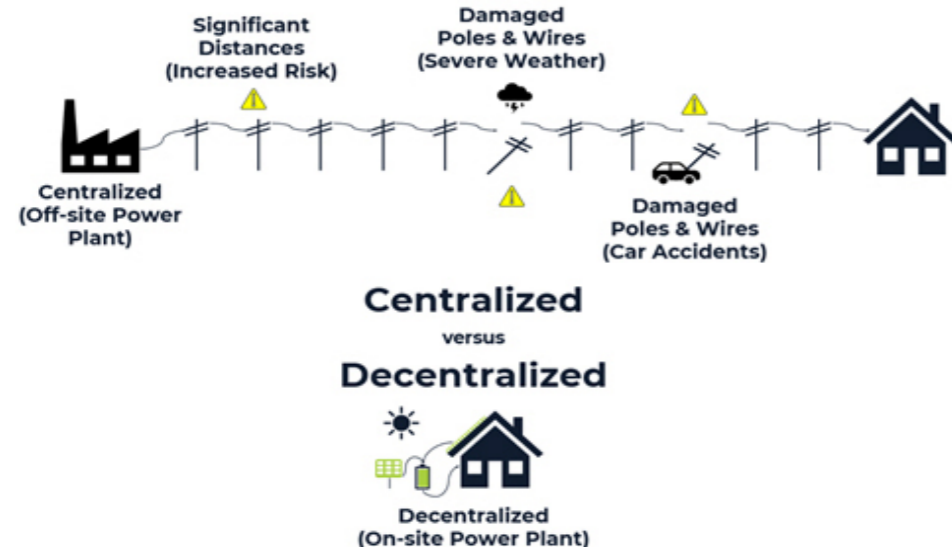 Significant
Distances
(Increased Risk)
Damaged
Poles & Wires
(Severe Weather)
Centralized
(Off-site Power
Plant)
Damaged
Poles & Wires
(Car Accidents)
Centralized
versus
Decentralized
Decentralized
(On-site Power Plant)